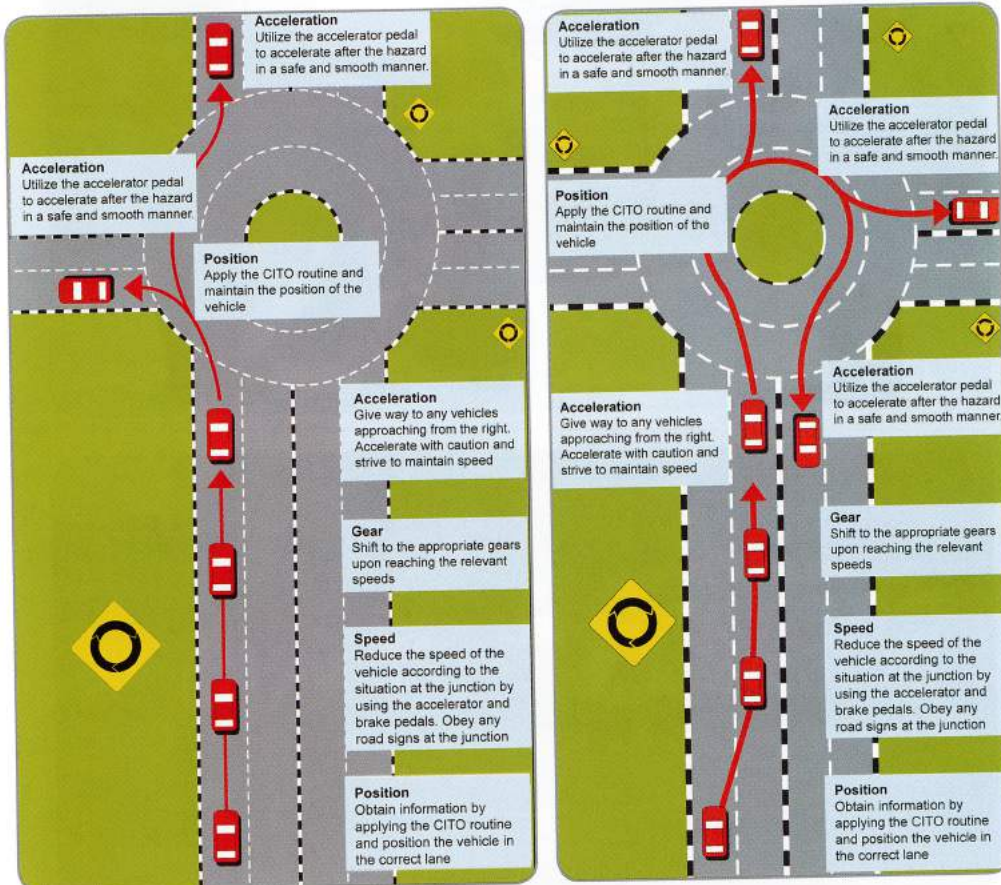 Acceleration
Utilize the accelerator pedal
to accelerate after the hazard
in a safe and smooth manner.
Acceleration
Utilize the accelerator pedal
to accelerate after the hazard
in a safe and smooth manner.
Position
Apply the CITO routine and
maintain the position of the
vehicle
Acceleration
Give way to any vehicles
approaching from the right.
Accelerate with caution and
strive to maintain speed
Gear
Shift to the appropriate gears
upon reaching the relevant
speeds
Speed
Reduce the speed of the
vehicle according to the
situation at the junction by
using the accelerator and
brake pedals. Obey any
road signs at the junction
Position
Obtain information by
applying the CITO routine
and position the vehicle in
the correct lane
Acceleration
Utilize the accelerator pedal
to accelerate after the hazard
in a safe and smooth manner.
Acceleration
Utilize the accelerator pedal
to accelerate after the hazard
in a safe and smooth manner.
Position
Apply the CITO routine and
maintain the position of the
vehicle
Acceleration
Utilize the accelerator pedal
to accelerate after the hazard
in a safe and smooth manner
Acceleration
Give way to any vehicles
approaching from the right.
Accelerate with caution and
strive to maintain speed
Gear
Shift to the appropriate gears
upon reaching the relevant
speeds
Speed
Reduce the speed of the
vehicle according to the
situation at the junction by
using the accelerator and
brake pedals. Obey any
road signs at the junction
Position
Obtain information by
applying the CITO routine
and position the vehicle in
the correct lane